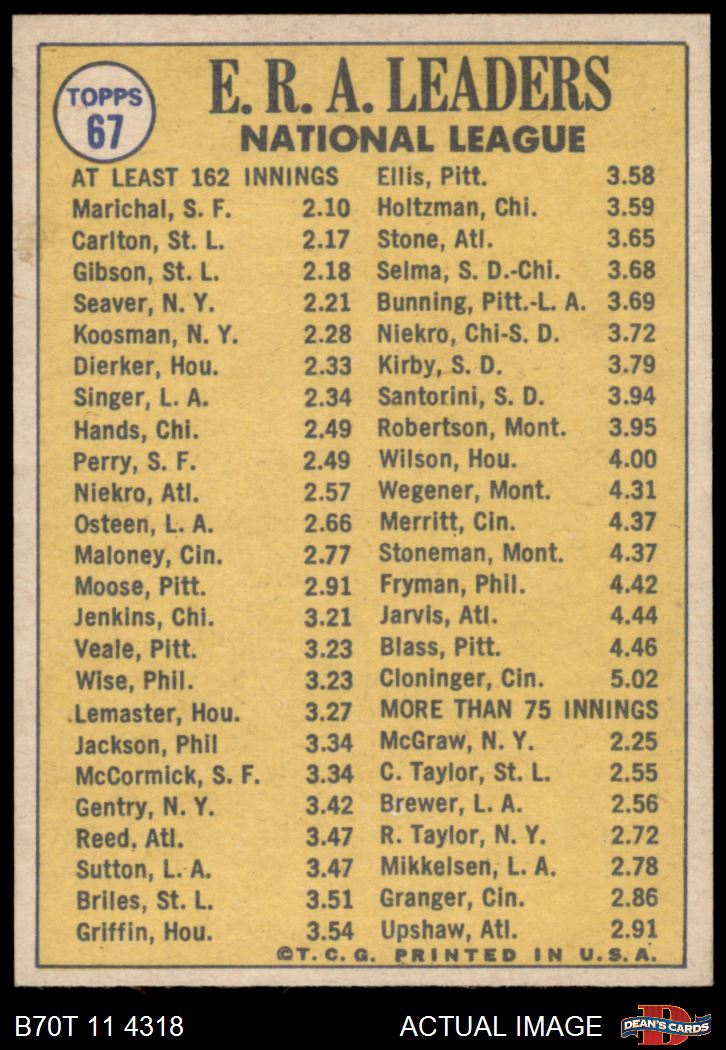 TOPPS
67
E. R. A. LEADERS
NATIONAL LEAGUE
AT LEAST 162 INNINGS
Marichal, S. F. 2.10
Carlton, St. L. 2.17
Gibson, St. L. 2.18
Seaver, N. Y. 2.21
Koosman, N. Y. 2.28
Dierker, Hou. 2.33
Singer, L. A. 2.34
Hands, Chi. 2.49
Perry, S. F. 2.49
Niekro, Atl. 2.57
Osteen, L. A. 2.66
Maloney, Cin. 2.77
Moose, Pitt. 2.91
Jenkins, Chi. 3.21
Veale, Pitt. 3.23
Wise, Phil. 3.23
Lemaster, Hou. 3.27
Jackson, Phil 3.34
McCormick, S. F. 3.34
Gentry, N. Y. 3.42
Reed, Atl. 3.47
Sutton, L. A. 3.47
Briles, St. L. 3.51
Griffin, Hou. 3.54
Ellis, Pitt. 3.58
Holtzman, Chi. 3.59
Stone, Atl. 3.65
Selma, S. D.-Chi. 3.68
Bunning, Pitt.-L. A. 3.69
Niekro, Chi-S. D. 3.72
Kirby, S. D. 3.79
Santorini, S. D. 3.94
Robertson, Mont. 3.95
Wilson, Hou. 4.00
Wegener, Mont. 4.31
Merritt, Cin. 4.37
Stoneman, Mont. 4.37
Fryman, Phil. 4.42
Jarvis, Atl. 4.44
Blass, Pitt. 4.46
Cloninger, Cin. 5.02
MORE THAN 75 INNINGS
McGraw, N. Y. 2.25
C. Taylor, St. L. 2.55
Brewer, L. A. 2.56
R. Taylor, N. Y. 2.72
Mikkelsen, L. A. 2.78
Granger, Cin. 2.86
Upshaw, Atl. 2.91
©T. C. G. PRINTED IN U. S. A.
B70T 11 4318
ACTUAL IMAGE
D
DEAN'S CARDS